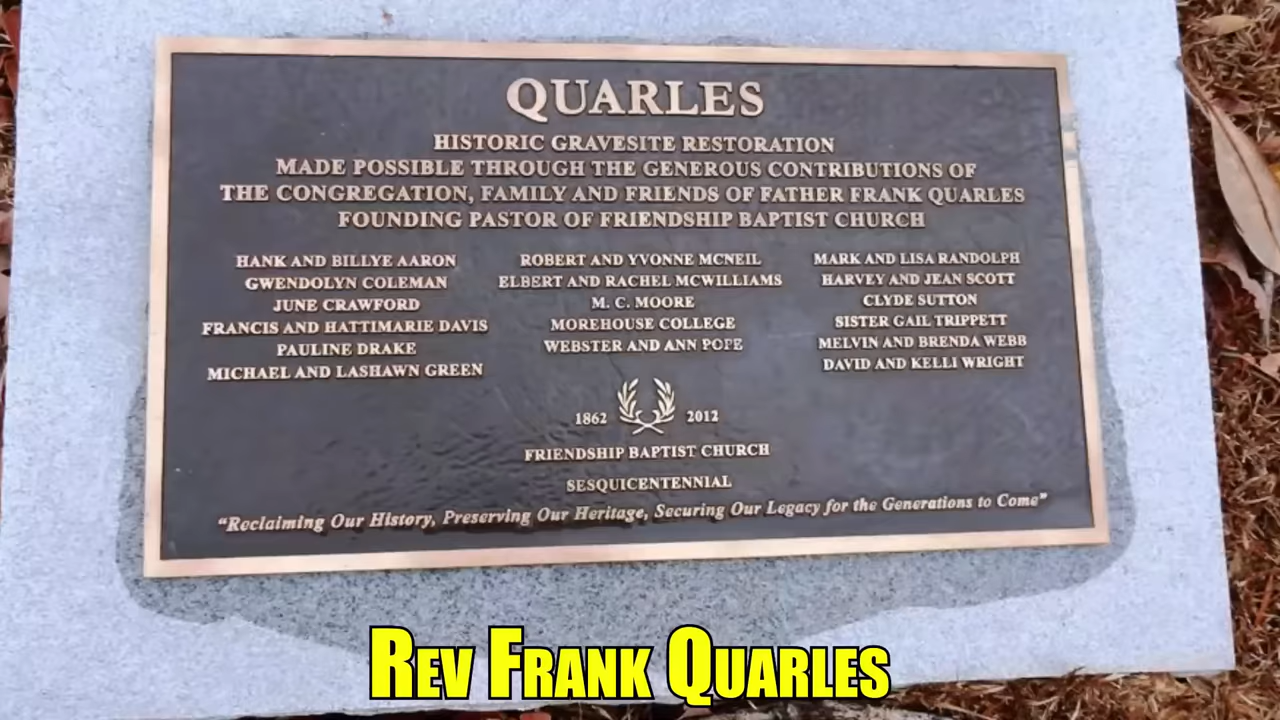 QUARLES
HISTORIC GRAVESITE RESTORATION
MADE POSSIBLE THROUGH THE GENEROUS CONTRIBUTIONS OF
THE CONGREGATION, FAMILY AND FRIENDS OF FATHER FRANK QUARLES
FOUNDING PASTOR OF FRIENDSHIP BAPTIST CHURCH
HANK AND BILLYE AARON
GWENDOLYN COLEMAN
JUNE CRAWFORD
FRANCIS AND HATTIMARIE DAVIS
PAULINE DRAKE
MICHAEL AND LASHAWN GREEN
ROBERT AND YVONNE MCNEIL
ELBERT AND RACHEL MCWILLIAMS
M. C. MOORE
MOREHOUSE COLLEGE
WEBSTER AND ANN POPE
MARK AND LISA RANDOLPH
HARVEY AND JEAN SCOTT
CLYDE SUTTON
SISTER GAIL TRIPPETT
MELVIN AND BRENDA WEBB
DAVID AND KELLI WRIGHT
1862 2012
FRIENDSHIP BAPTIST CHURCH
SESQUICENTENNIAL
"Reclaiming Our History, Preserving Our Heritage, Securing Our Legacy for the Generations to Come"
REV FRANK QUARLES